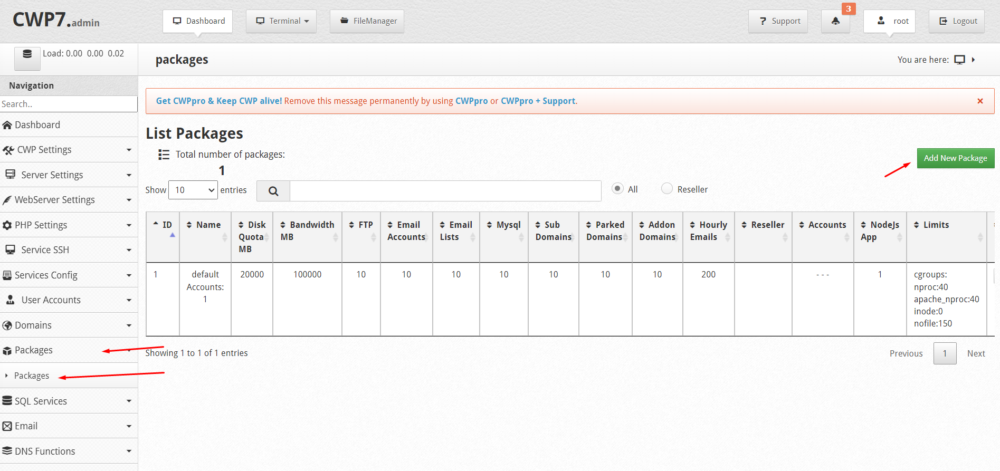 CWP7.admin
Dashboard
Terminal
FileManager
Support
3
root
Logout
Load: 0.00 0.00 0.02
packages
You are here:
Navigation
Search..
Dashboard
CWP Settings
Server Settings
WebServer Settings
PHP Settings
Service SSH
Services Config
User Accounts
Domains
Packages
Packages
SQL Services
Email
DNS Functions
Get CWPpro & Keep CWP alive! Remove this message permanently by using CWPpro or CWPpro + Support.
List Packages
Total number of packages:
1
Add New Package
Show 10 entries
All
Reseller
ID
Name
Disk
Quota
MB
Bandwidth
MB
FTP
Email
Accounts
Email
Lists
Mysql
Sub
Domains
Parked
Domains
Addon
Domains
Hourly
Emails
Reseller
Accounts
NodeJs
App
Limits
1
default
Accounts:
1
20000
100000
10
10
10
10
10
10
10
200
- - -
1
cgroups:
nproc:40
apache_nproc:40
inode:0
nofile:150
Showing 1 to 1 of 1 entries
Previous
1
Next